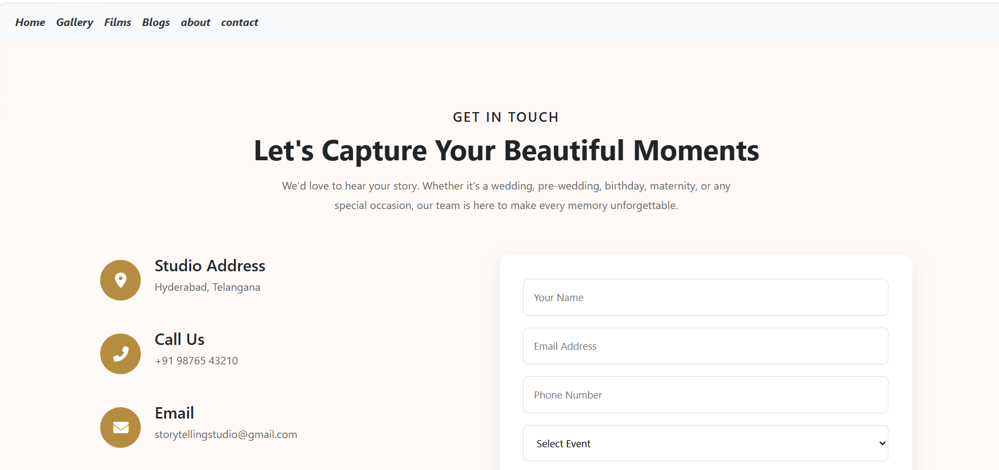 Home Gallery Films Blogs about contact
GET IN TOUCH
Let's Capture Your Beautiful Moments
We'd love to hear your story. Whether it's a wedding, pre-wedding, birthday, maternity, or any
special occasion, our team is here to make every memory unforgettable.
Studio Address
Hyderabad, Telangana
Call Us
+91 98765 43210
Email
storytellingstudio@gmail.com
Your Name
Email Address
Phone Number
Select Event